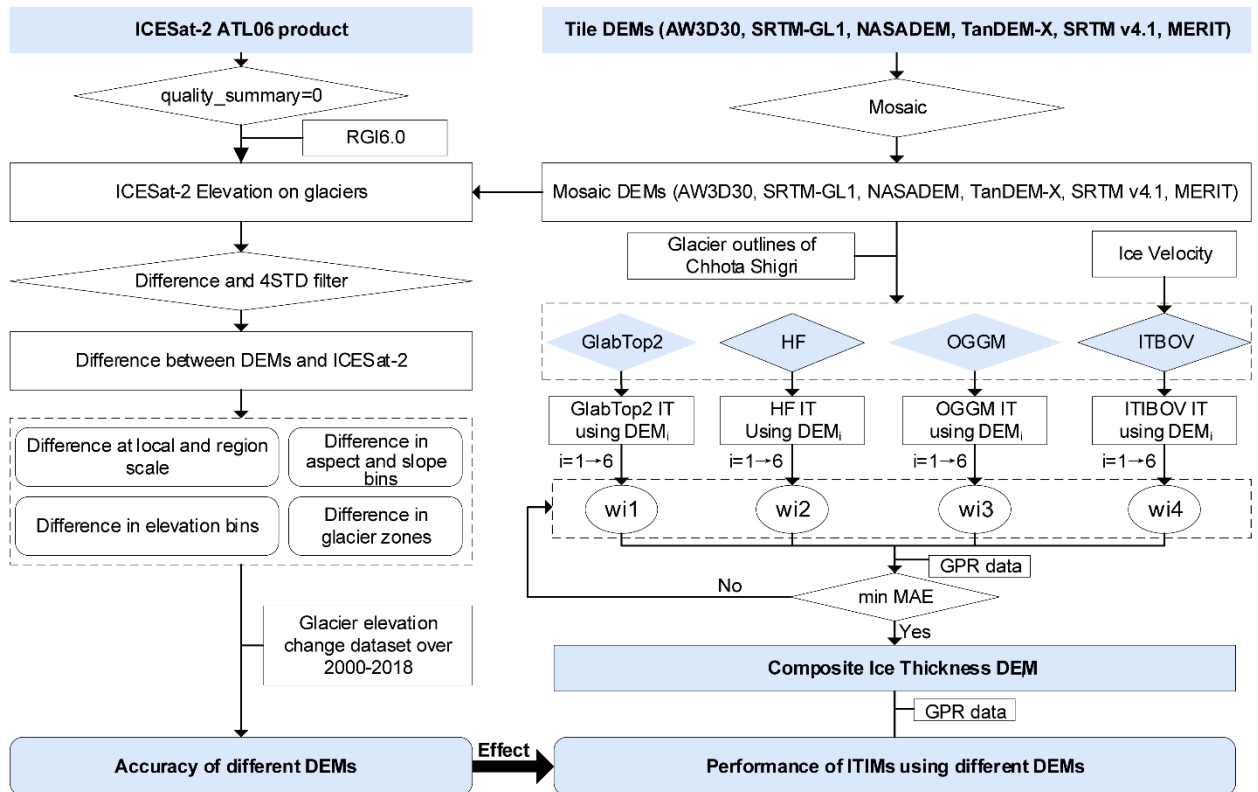 ICESat-2 ATL06 product
Tile DEMs (AW3D30, SRTM-GL1, NASADEM, TanDEM-X, SRTM v4.1, MERIT)
quality_summary=0
Mosaic
RGI6.0
ICESat-2 Elevation on glaciers
Mosaic DEMs (AW3D30, SRTM-GL1, NASADEM, TanDEM-X, SRTM v4.1, MERIT)
Glacier outlines of
Chhota Shigri
Ice Velocity
Difference and 4STD filter
GlabTop2
HF
OGGM
ITBOV
Difference between DEMs and ICESat-2
GlabTop2 IT
using DEMi
HF IT
Using DEMi
OGGM IT
using DEMi
ITIBOV IT
using DEMi
Difference at local and region
scale
Difference in
aspect and slope
bins
i=1→6
i=1→6
i=1→6
i=1→6
Difference in elevation bins
Difference in
glacier zones
wi1
wi2
wi3
wi4
GPR data
No
min MAE
Yes
Glacier elevation
change dataset over
2000-2018
Composite Ice Thickness DEMi
GPR data
Accuracy of different DEMs
Effect
Performance of ITIMs using different DEMs